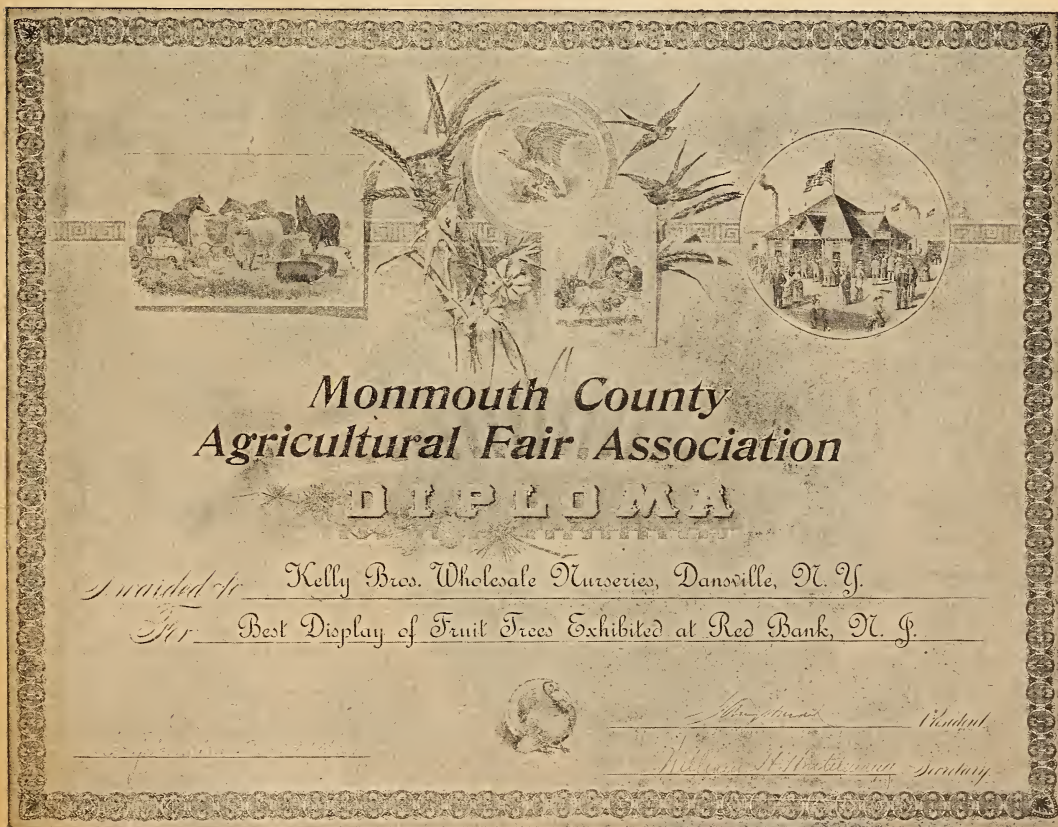 Monmouth County
Agricultural Fair Association
DIPLOMA
Awarded to Kelly Bros. Wholesale Nurseries, Dansville, N. Y.
For Best Display of Fruit Trees Exhibited at Red Bank, N. J.
President
William H. Secretary